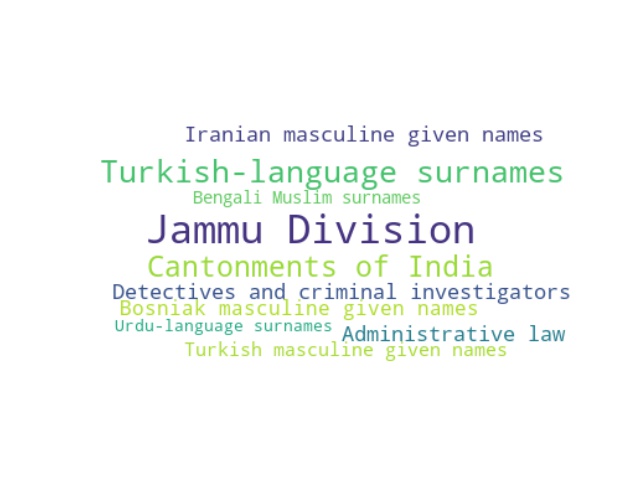 Iranian masculine given names
Turkish-language surnames
Bengali Muslim surnames
Jammu Division
Cantonments of India
Detectives and criminal investigators
Bosniak masculine given names
Urdu-language surnames
Administrative law
Turkish masculine given names